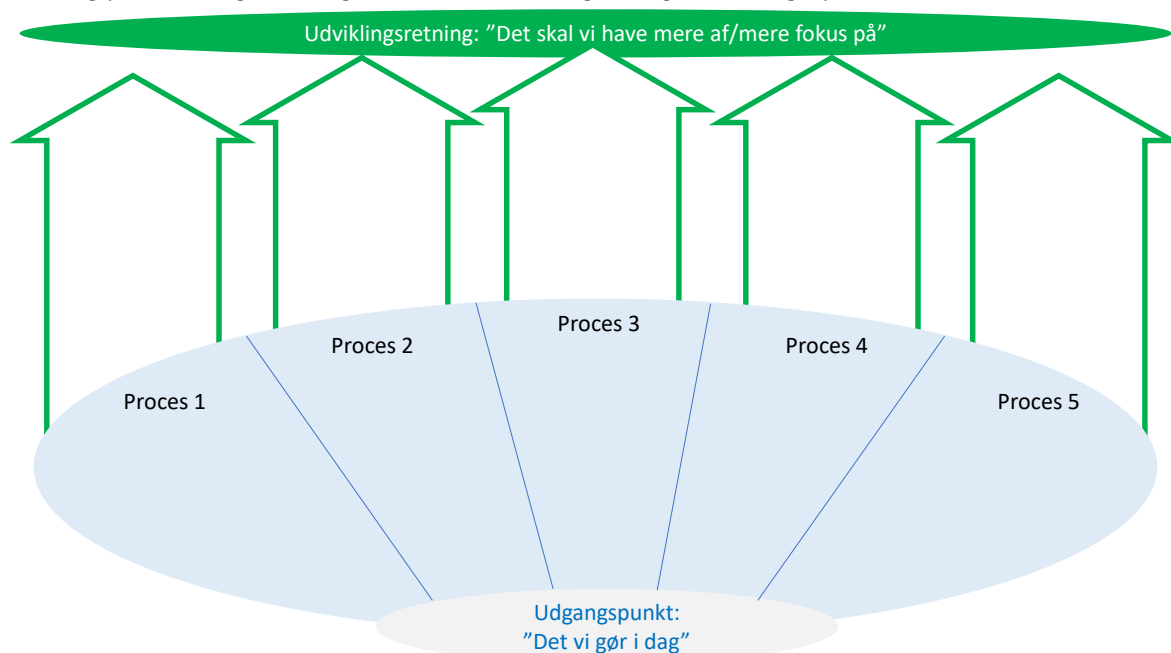 Udviklingsretning: ”Det skal vi have mere af/mere fokus på”
Proces 3
Proces 2
Proces 4
Proces 1
Proces 5
Udgangspunkt:
”Det vi gør i dag”